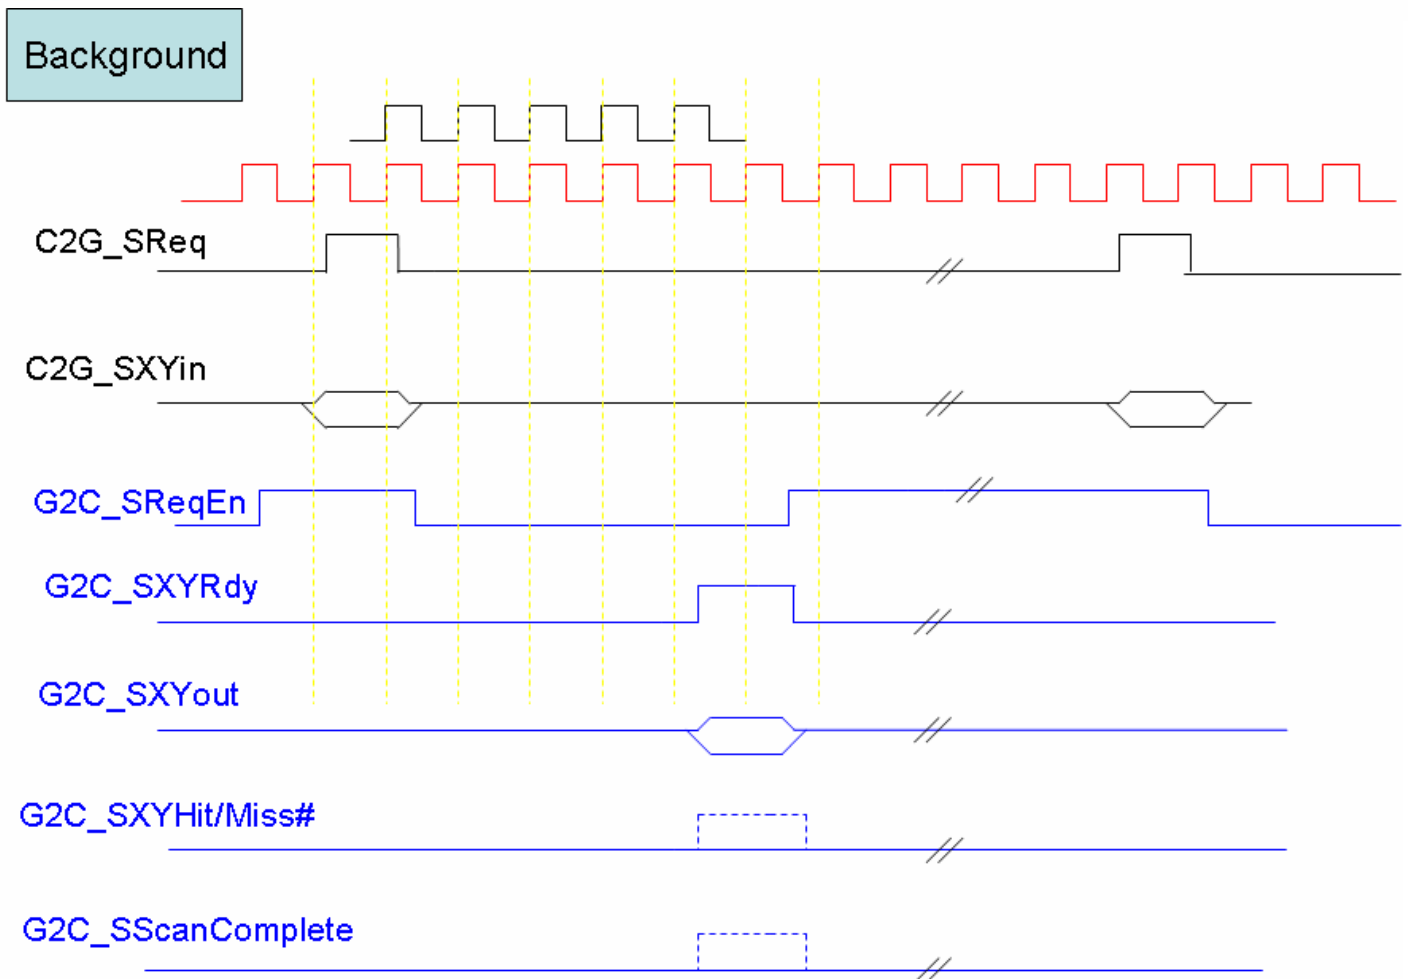 Background
C2G_SReq
C2G_SXYin
G2C_SReqEn
G2C_SXYRdy
G2C_SXYout
G2C_SXYHit/Miss#
G2C_SScanComplete